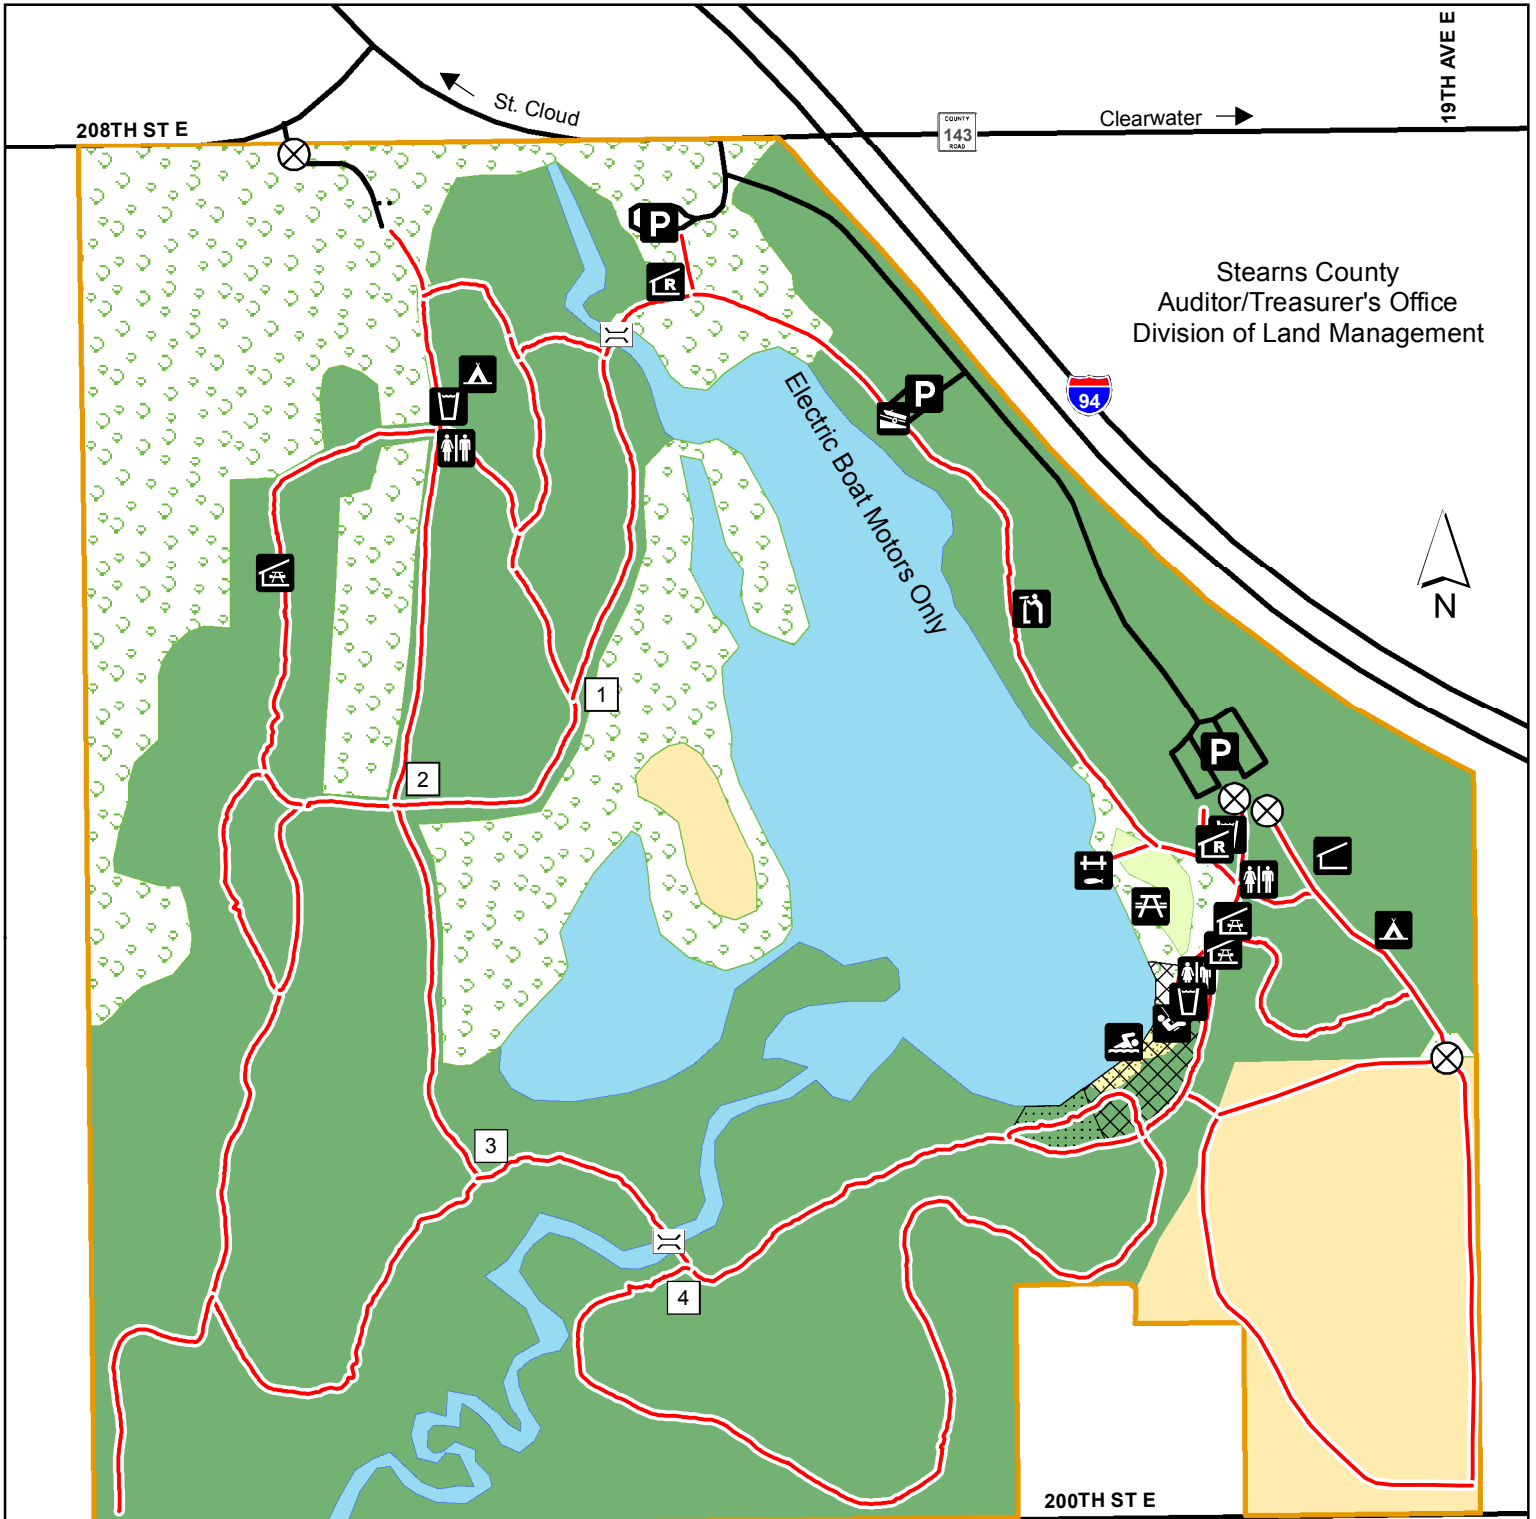 19TH AVE E
St. Cloud
Clearwater
208TH ST E
COUNTY
143
ROAD
P
R
Stearns County
Auditor/Treasurer's Office
Division of Land Management
94
P
Electric Boat Motors Only
N
1
P
2
R
3
4
200TH ST E